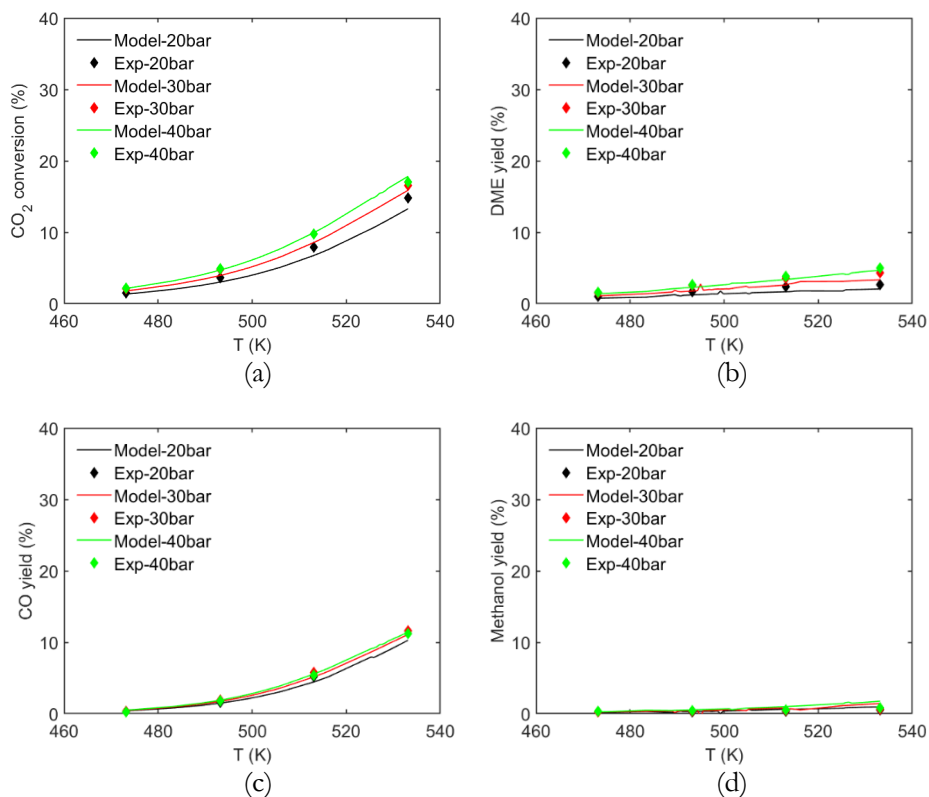 40
30
20
10
0
CO2 conversion (%)
Model-20bar
Exp-20bar
Model-30bar
Exp-30bar
Model-40bar
Exp-40bar
460 480 500 520 540
T (K)
(a)
40
30
20
10
0
DME yield (%)
Model-20bar
Exp-20bar
Model-30bar
Exp-30bar
Model-40bar
Exp-40bar
460 480 500 520 540
T (K)
(b)
40
30
20
10
0
CO yield (%)
Model-20bar
Exp-20bar
Model-30bar
Exp-30bar
Model-40bar
Exp-40bar
460 480 500 520 540
T (K)
(c)
40
30
20
10
0
Methanol yield (%)
Model-20bar
Exp-20bar
Model-30bar
Exp-30bar
Model-40bar
Exp-40bar
460 480 500 520 540
T (K)
(d)